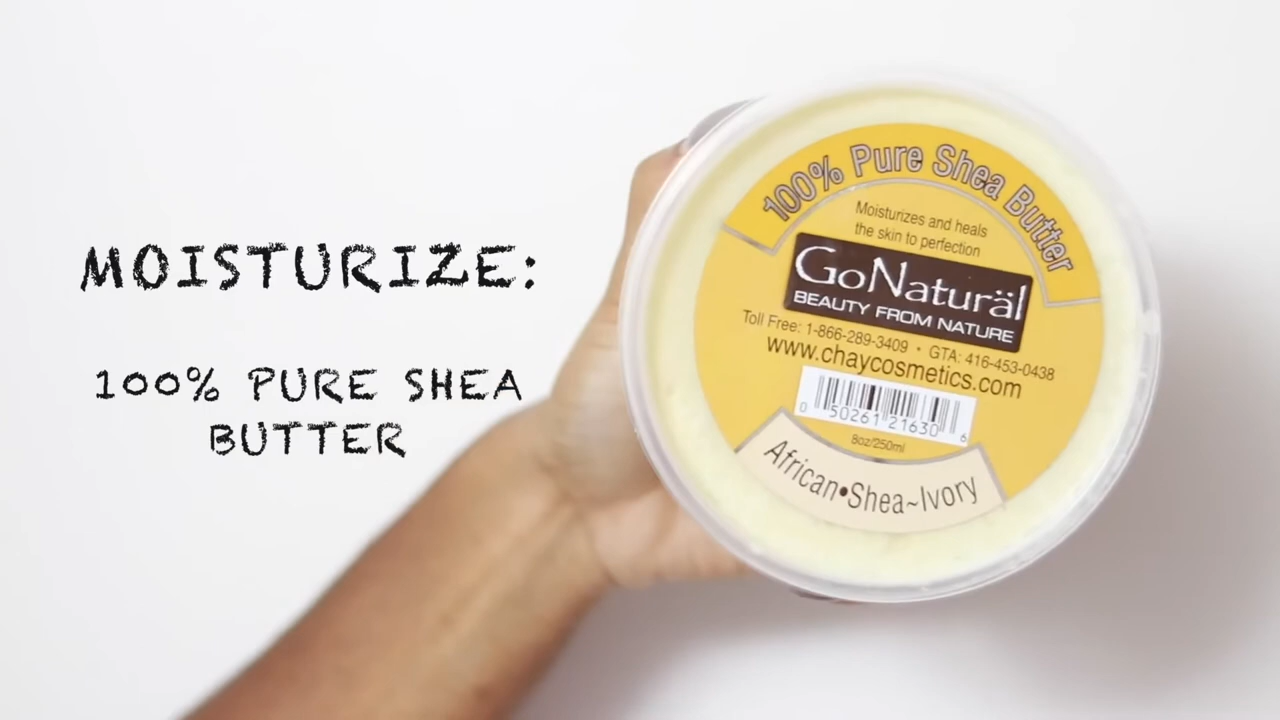 MOISTURIZE:
100% PURE SHEA
BUTTER
100% Pure Shea Butter
Moisturizes and heals
the skin to perfection
GoNaturäl
BEAUTY FROM NATURE
Toll Free: 1-866-289-3409 • GTA: 416-453-0438
www.chaycosmetics.com
0 50261 21630 6
8oz/250ml
African•Shea~Ivory